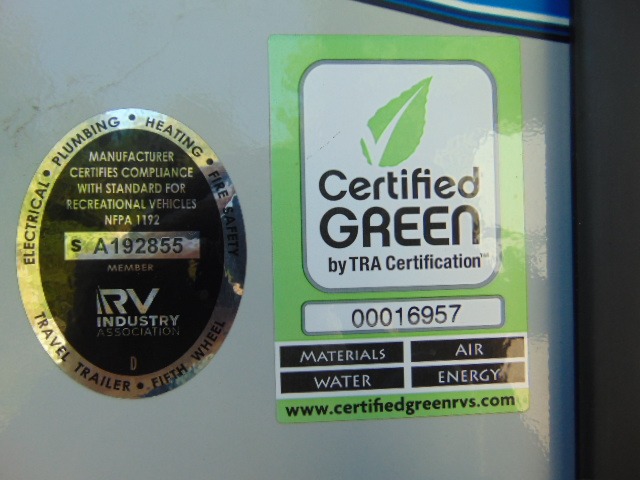 ELECTRICAL • PLUMBING • HEATING • FIRE SAFETY
MANUFACTURER
CERTIFIES COMPLIANCE
WITH STANDARD FOR
RECREATIONAL VEHICLES
NFPA 1192
S A192855
MEMBER
RV
INDUSTRY
ASSOCIATION
D
TRAVEL TRAILER • FIFTH WHEEL
Certified
GREEN
by TRA Certification
00016957
MATERIALS
AIR
WATER
ENERGY
www.certifiedgreenrvs.com